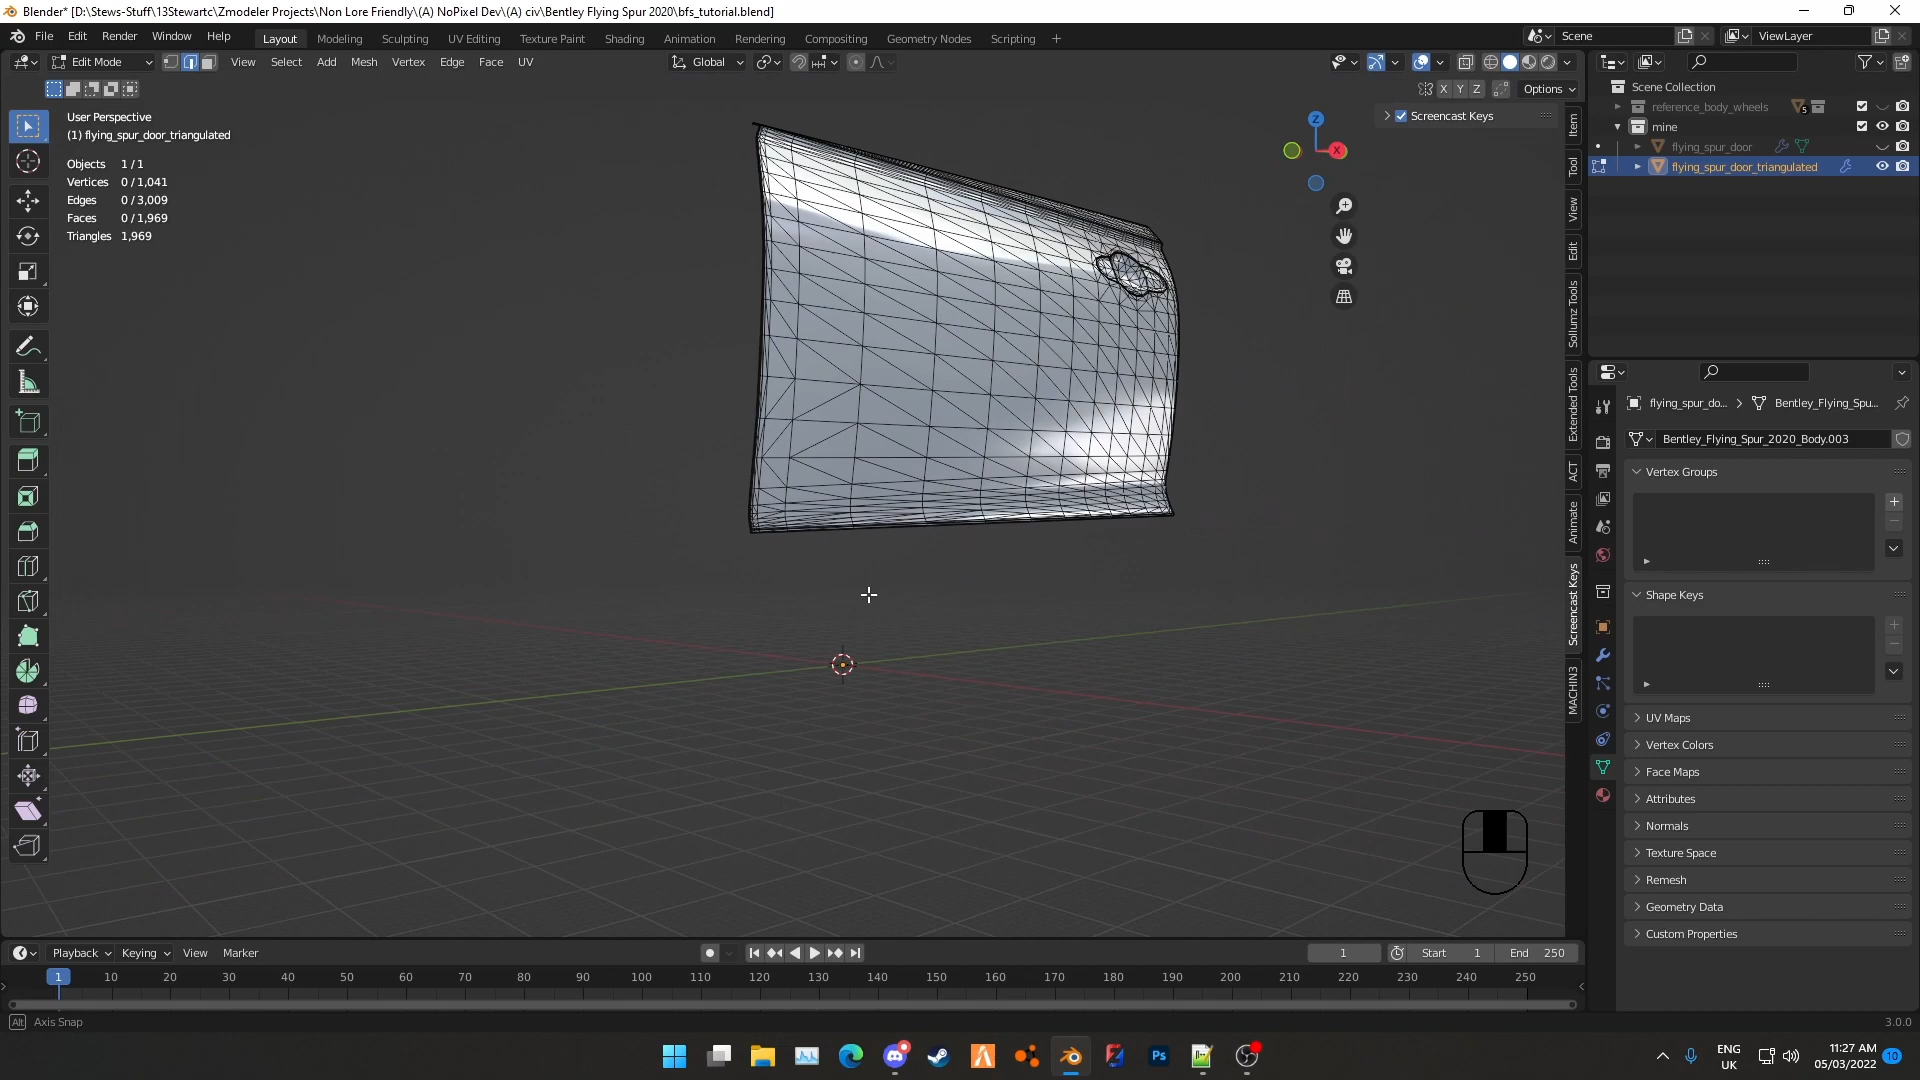 Blender* [D:\Stews-Stuff\13Stewartc\Zmodeler Projects\Non Lore Friendly\(A) NoPixel Dev\(A) civ\Bentley Flying Spur 2020\bfs_tutorial.blend]
File Edit Render Window Help Layout Modeling Sculpting UV Editing Texture Paint Shading Animation Rendering Compositing Geometry Nodes Scripting + Scene ViewLayer
Edit Mode View Select Add Mesh Vertex Edge Face UV Global
X Y Z Options
User Perspective
(1) flying_spur_door_triangulated
Objects 1/1
Vertices 0/1,041
Edges 0/3,009
Faces 0/1,969
Triangles 1,969
Screencast Keys
Z
X
Item
Tool
View
Edit
Sollumz Tools
Extended Tools
ACT
Animate
Screencast Keys
MACHIN3
Scene Collection
reference_body_wheels 5
mine
flying_spur_door
flying_spur_door_triangulated
flying_spur_do... Bentley_Flying_Spu...
Bentley_Flying_Spur_2020_Body.003
Vertex Groups
Shape Keys
UV Maps
Vertex Colors
Face Maps
Attributes
Normals
Texture Space
Remesh
Geometry Data
Custom Properties
Playback Keying View Marker 1 Start 1 End 250
1 10 20 30 40 50 60 70 80 90 100 110 120 130 140 150 160 170 180 190 200 210 220 230 240 250
Alt Axis Snap 3.0.0
Ps
ENG
UK
11:27 AM
05/03/2022
10